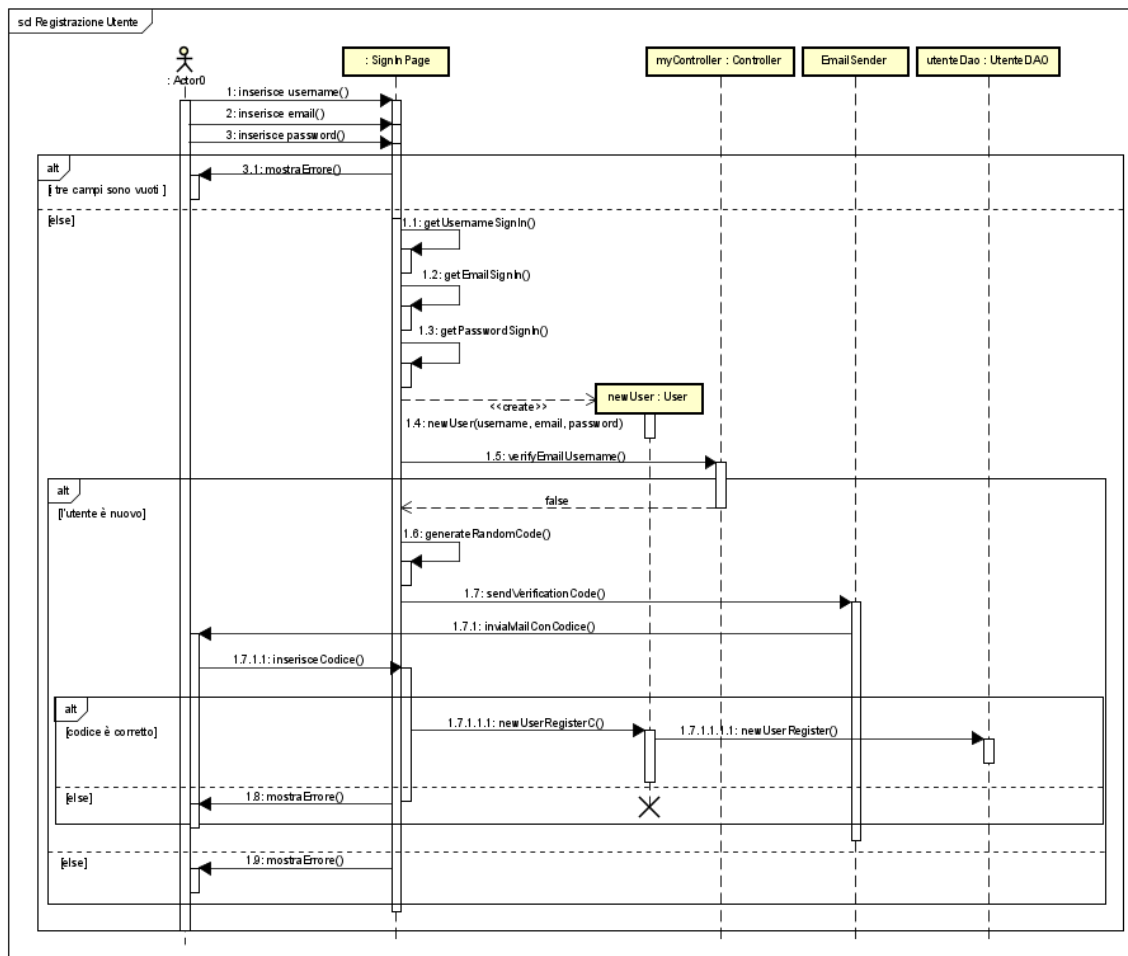 sd Registrazione Utente
: Actor0
: SignIn Page
myController : Controller
EmailSender
utenteDao : UtenteDAO
1: inserisce username()
2: inserisce email()
3: inserisce password()
alt
3.1: mostraErrore()
[i tre campi sono vuoti ]
[else]
1.1: getUsernameSignIn()
1.2: getEmailSignIn()
1.3: getPasswordSignIn()
newUser : User
<<create>>
1.4: newUser(username, email, password)
1.5: verifyEmailUsername()
alt
false
[l'utente è nuovo]
1.6: generateRandomCode()
1.7: sendVerificationCode()
1.7.1: inviaMailConCodice()
1.7.1.1: inserisceCodice()
alt
[codice è corretto]
1.7.1.1.1: newUserRegisterC()
1.7.1.1.1.1: newUserRegister()
[else]
1.8: mostraErrore()
[else]
1.9: mostraErrore()